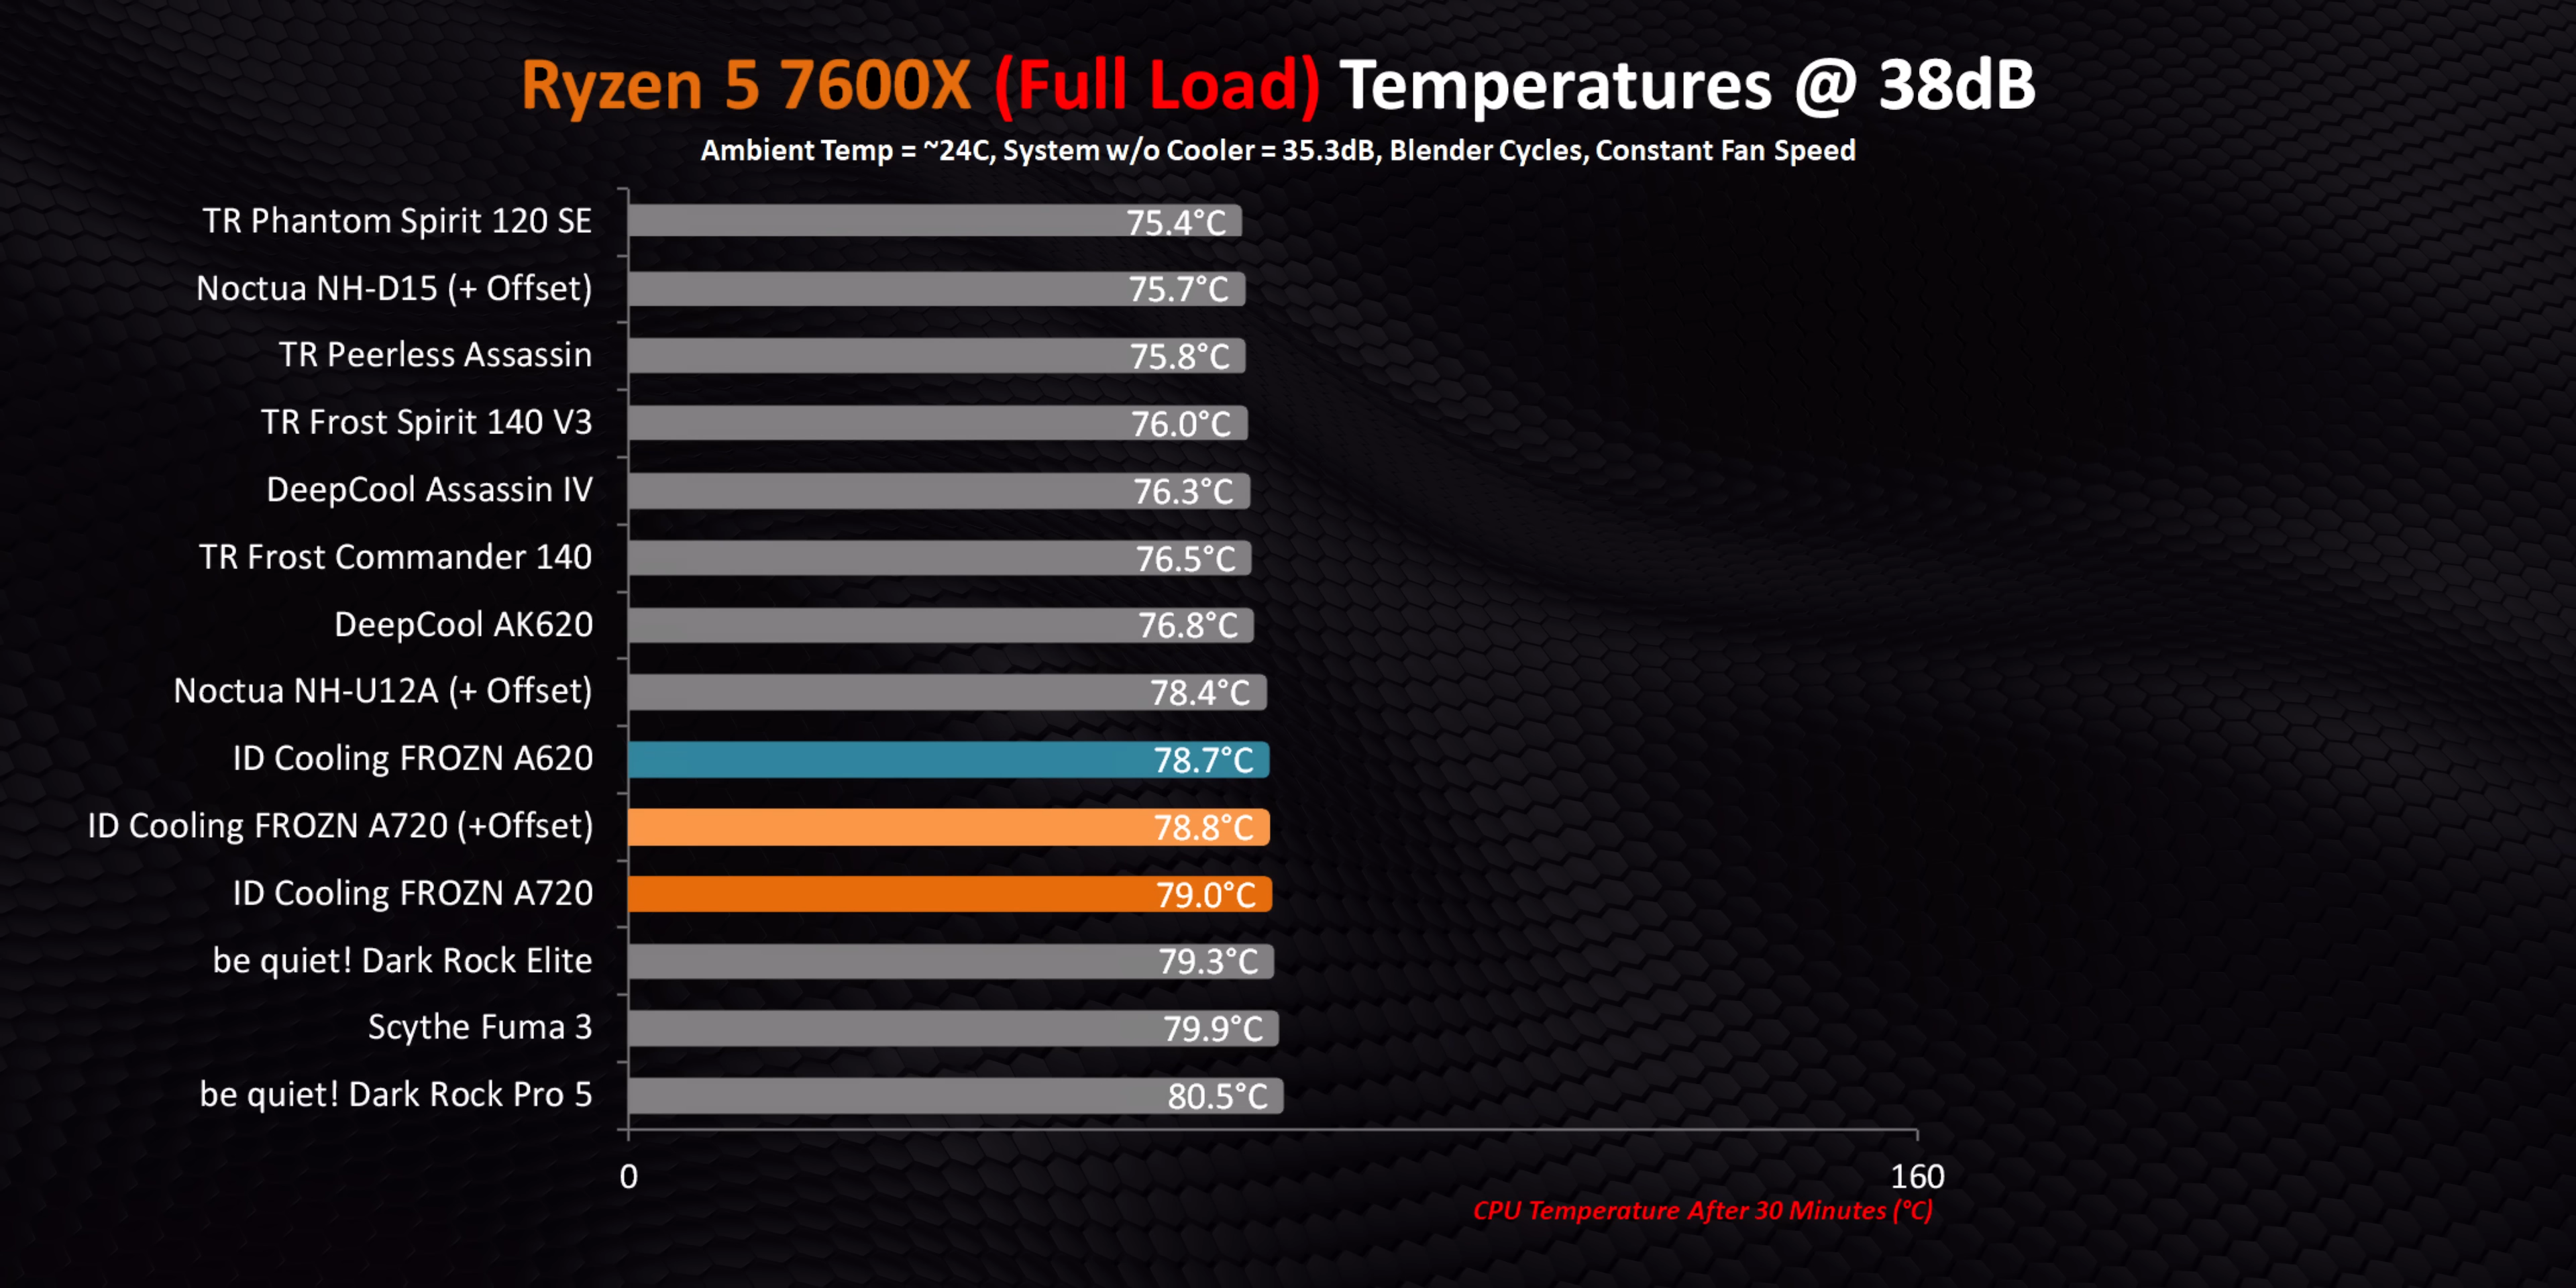 Ryzen 5 7600X (Full Load) Temperatures @ 38dB
Ambient Temp = ~24C, System w/o Cooler = 35.3dB, Blender Cycles, Constant Fan Speed
TR Phantom Spirit 120 SE 75.4°C
Noctua NH-D15 (+ Offset) 75.7°C
TR Peerless Assassin 75.8°C
TR Frost Spirit 140 V3 76.0°C
DeepCool Assassin IV 76.3°C
TR Frost Commander 140 76.5°C
DeepCool AK620 76.8°C
Noctua NH-U12A (+ Offset) 78.4°C
ID Cooling FROZN A620 78.7°C
ID Cooling FROZN A720 (+Offset) 78.8°C
ID Cooling FROZN A720 79.0°C
be quiet! Dark Rock Elite 79.3°C
Scythe Fuma 3 79.9°C
be quiet! Dark Rock Pro 5 80.5°C
0 160
CPU Temperature After 30 Minutes (°C)